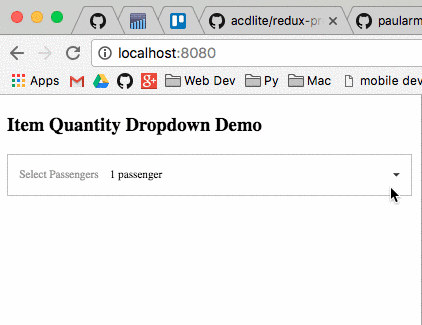 acdlite/redux-pr
paularm
localhost:8080
Apps Web Dev Py Mac mobile dev
Item Quantity Dropdown Demo
Select Passengers 1 passenger